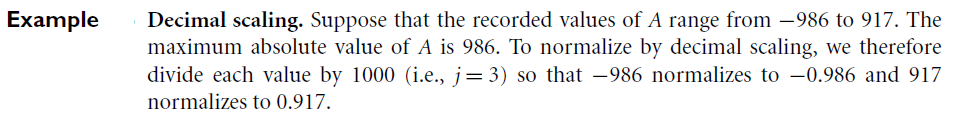 Example Decimal scaling. Suppose that the recorded values of A range from −986 to 917. The
maximum absolute value of A is 986. To normalize by decimal scaling, we therefore
divide each value by 1000 (i.e., j = 3) so that −986 normalizes to −0.986 and 917
normalizes to 0.917.